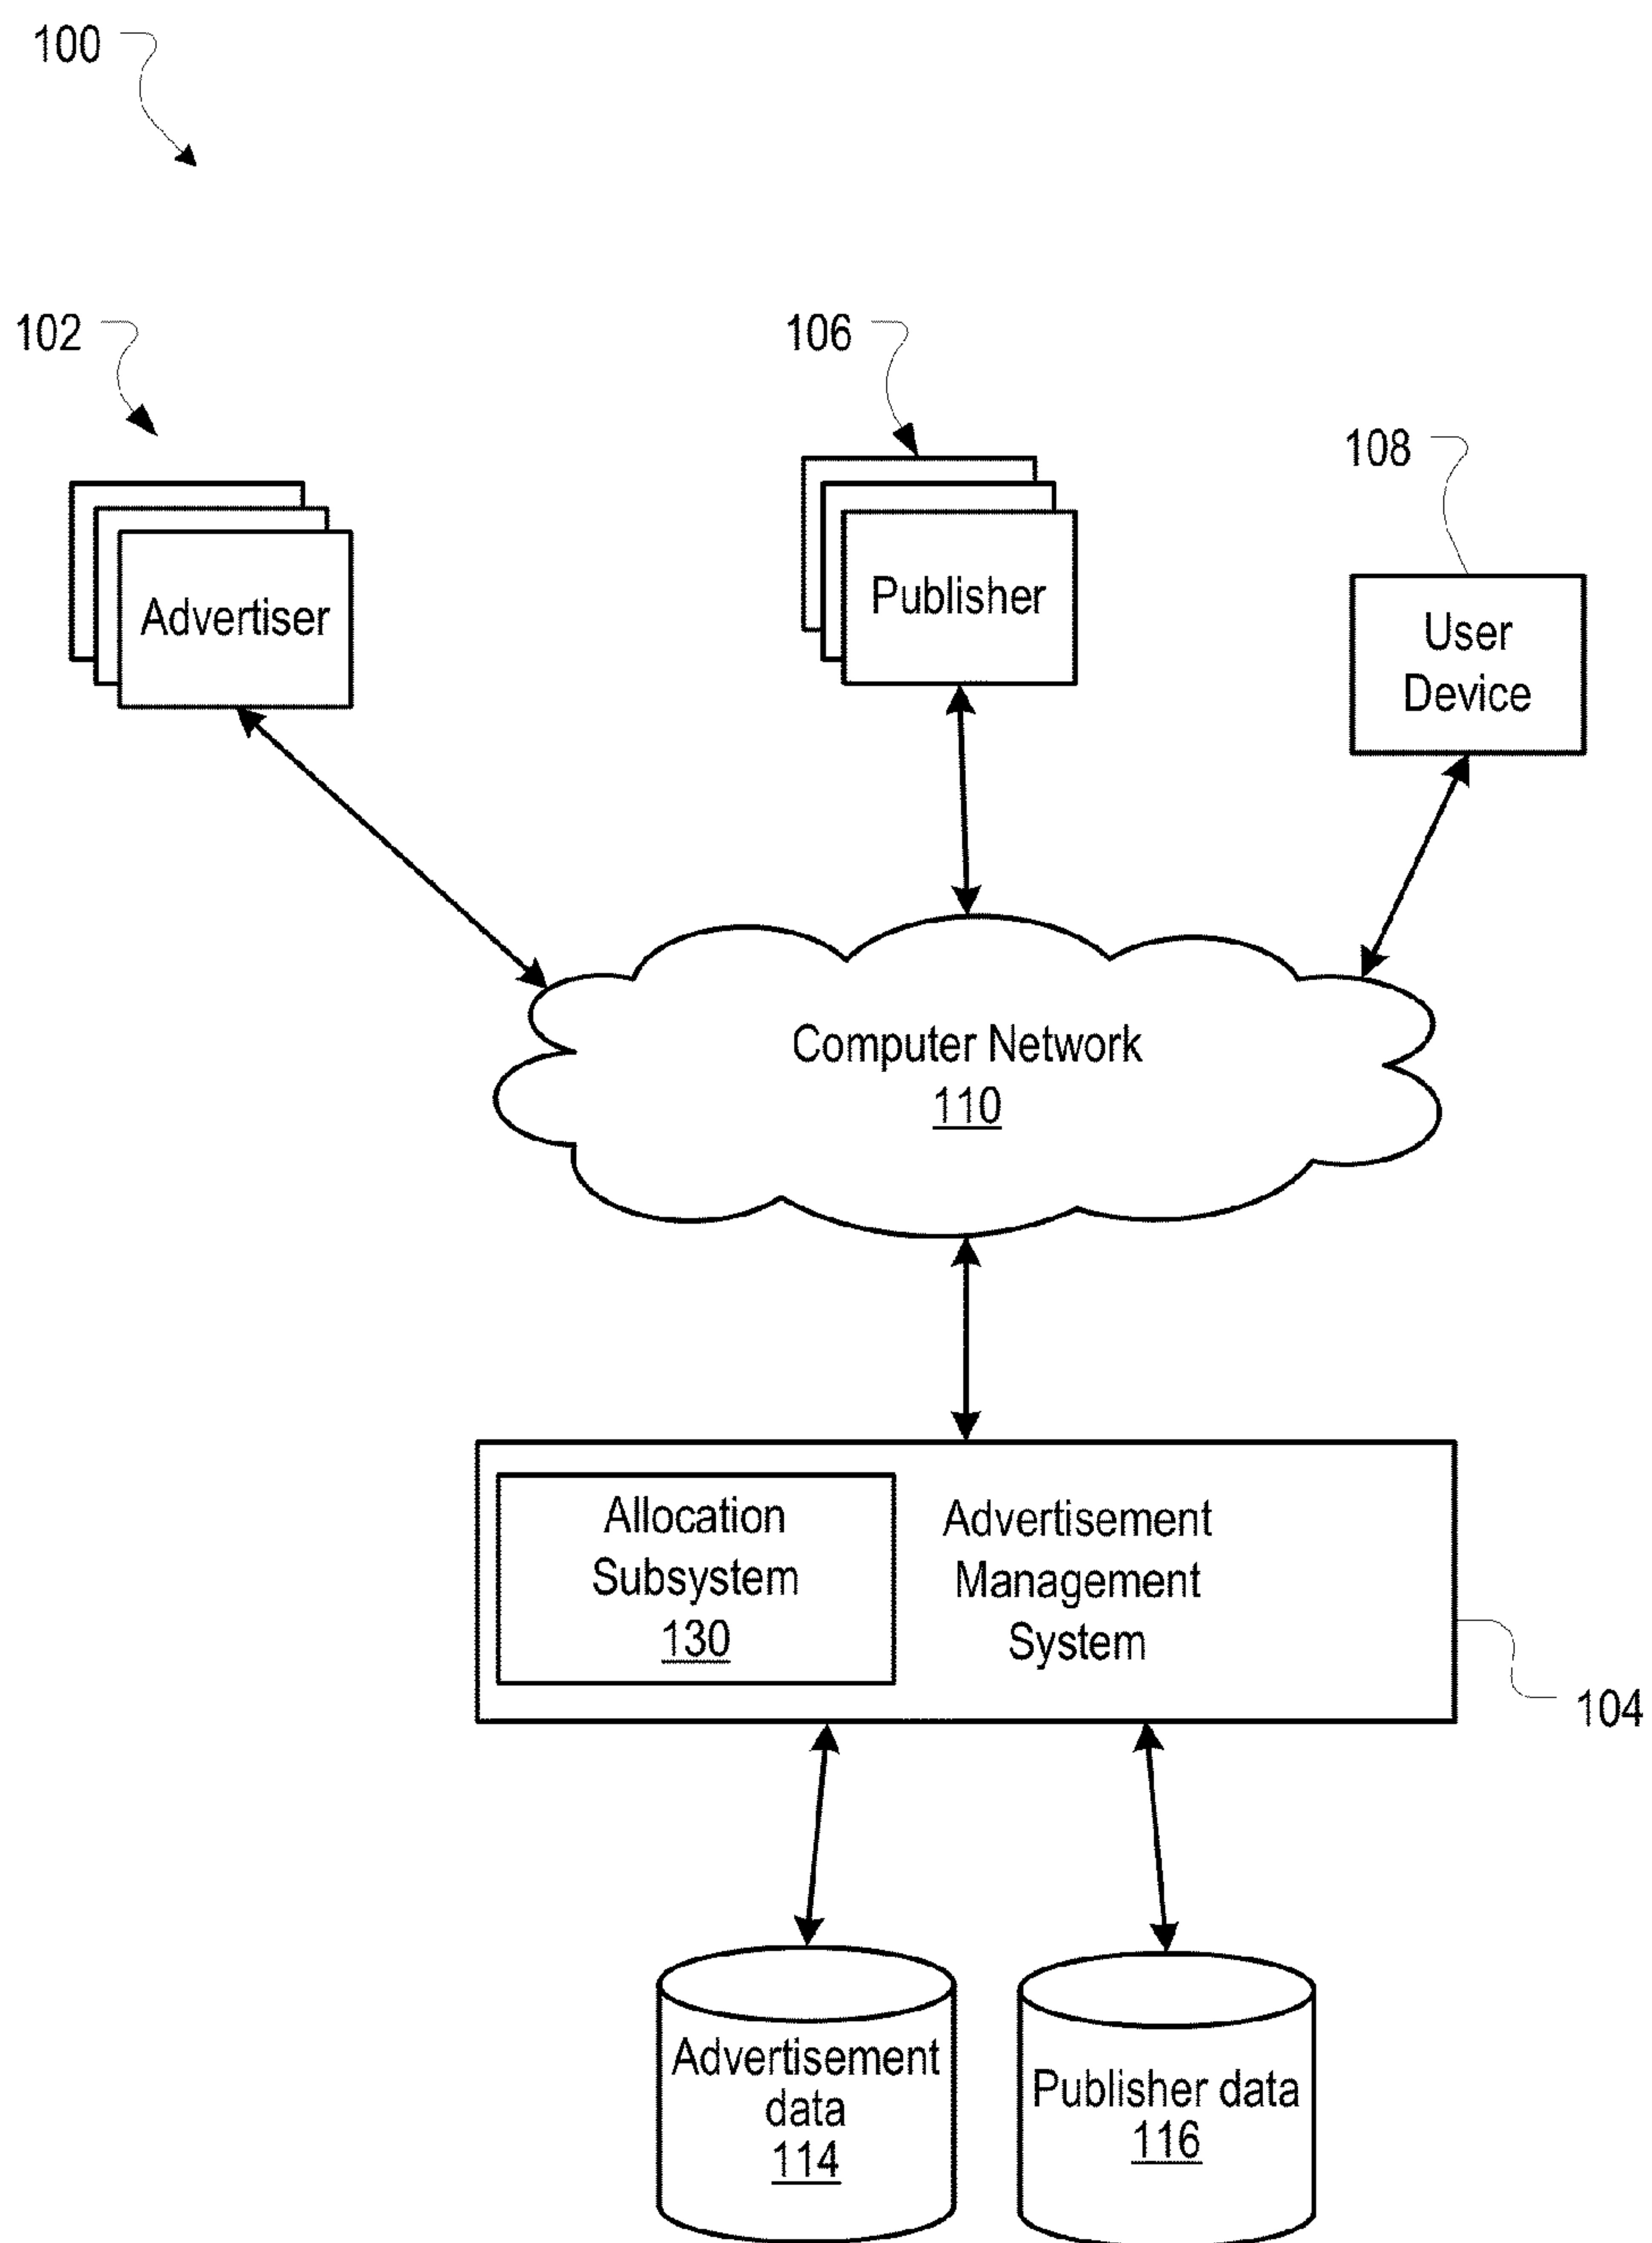 100
102
106
108
Advertiser
Publisher
User
Device
Computer Network
110
Allocation
Subsystem
130
Advertisement
Management
System
104
Advertisement
data
114
Publisher data
116